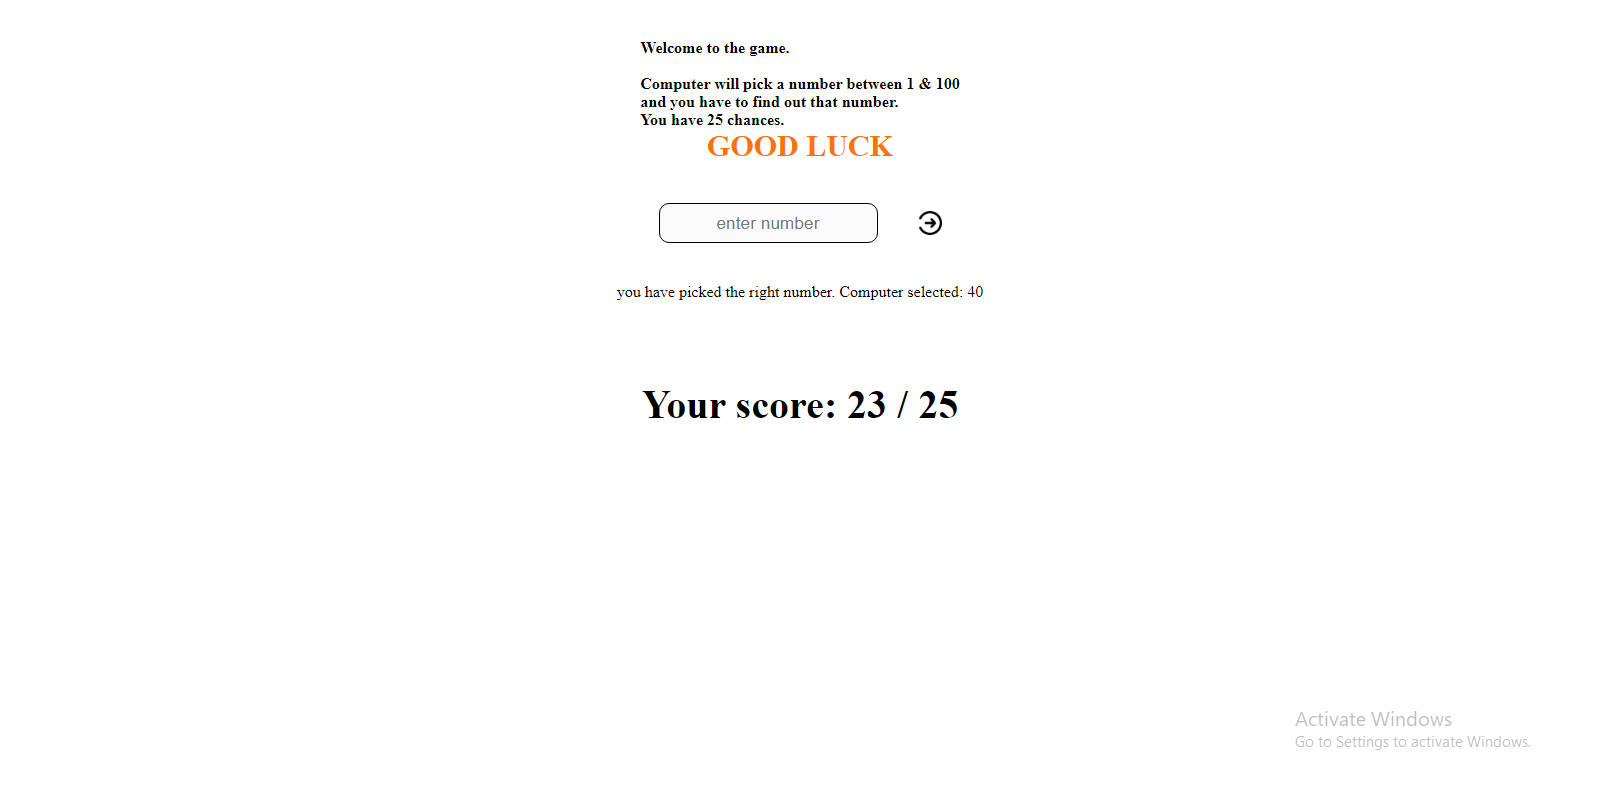 Welcome to the game.
Computer will pick a number between 1 & 100
and you have to find out that number.
You have 25 chances.
GOOD LUCK
enter number
you have picked the right number. Computer selected: 40
Your score: 23 / 25
Activate Windows
Go to Settings to activate Windows.